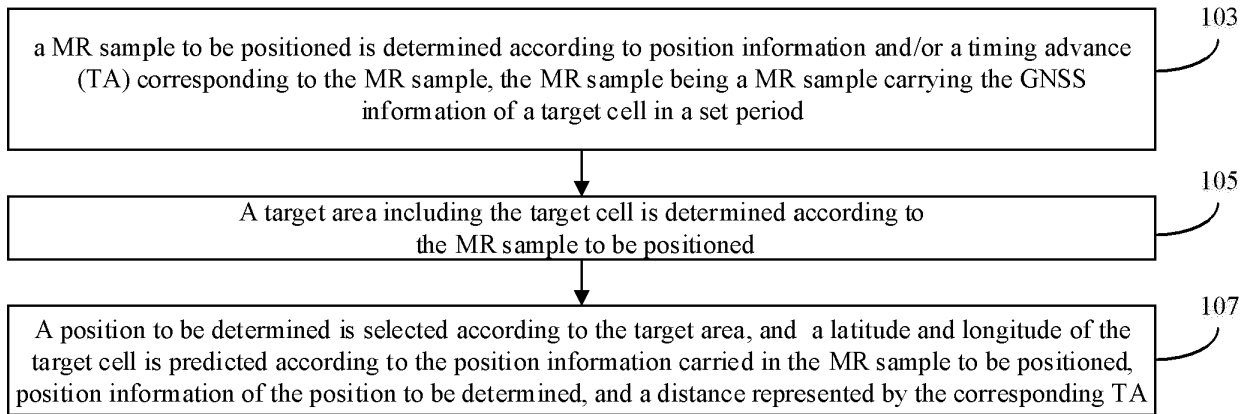 103
a MR sample to be positioned is determined according to position information and/or a timing advance
(TA) corresponding to the MR sample, the MR sample being a MR sample carrying the GNSS
information of a target cell in a set period
105
A target area including the target cell is determined according to
the MR sample to be positioned
107
A position to be determined is selected according to the target area, and a latitude and longitude of the
target cell is predicted according to the position information carried in the MR sample to be positioned,
position information of the position to be determined, and a distance represented by the corresponding TA